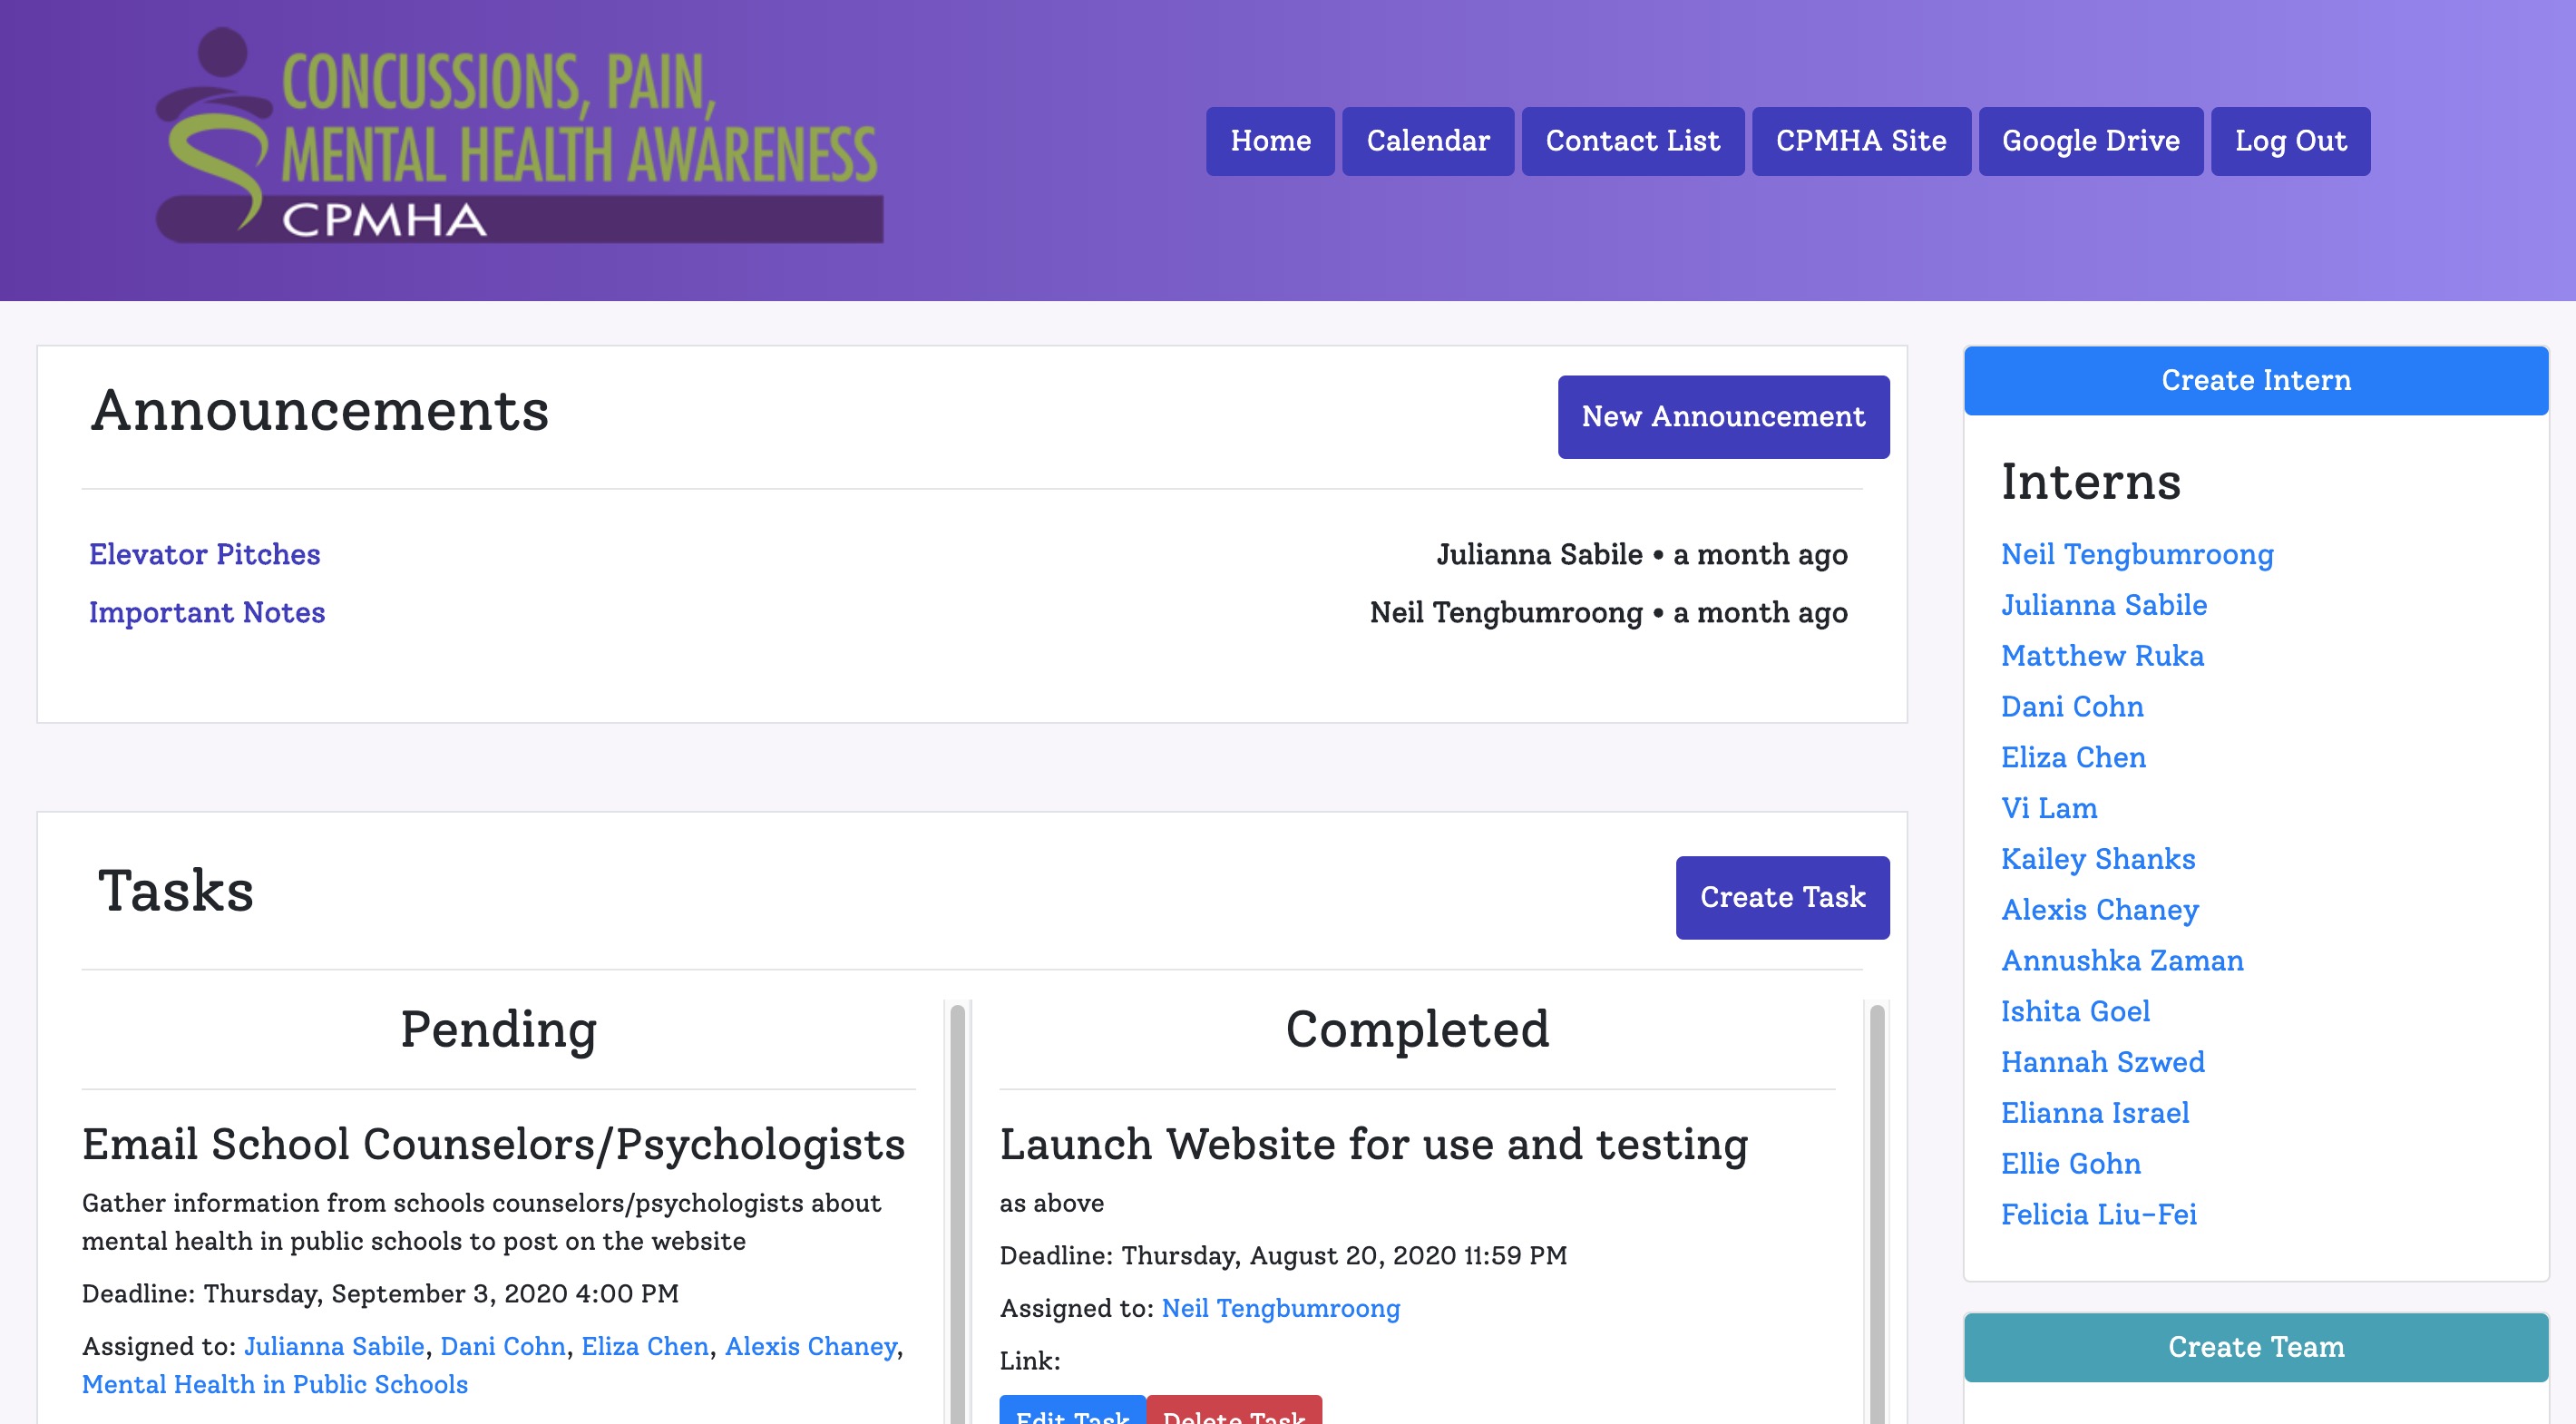 CONCUSSIONS, PAIN,
MENTAL HEALTH AWARENESS
CPMHA
Home Calendar Contact List CPMHA Site Google Drive Log Out
Announcements
New Announcement
Elevator Pitches Julianna Sabile • a month ago
Important Notes Neil Tengbumroong • a month ago
Tasks
Create Task
Pending
Email School Counselors/Psychologists
Gather information from schools counselors/psychologists about
mental health in public schools to post on the website
Deadline: Thursday, September 3, 2020 4:00 PM
Assigned to: Julianna Sabile, Dani Cohn, Eliza Chen, Alexis Chaney,
Mental Health in Public Schools
Completed
Launch Website for use and testing
as above
Deadline: Thursday, August 20, 2020 11:59 PM
Assigned to: Neil Tengbumroong
Link:
Edit Task Delete Task
Create Intern
Interns
Neil Tengbumroong
Julianna Sabile
Matthew Ruka
Dani Cohn
Eliza Chen
Vi Lam
Kailey Shanks
Alexis Chaney
Annushka Zaman
Ishita Goel
Hannah Szwed
Elianna Israel
Ellie Gohn
Felicia Liu-Fei
Create Team